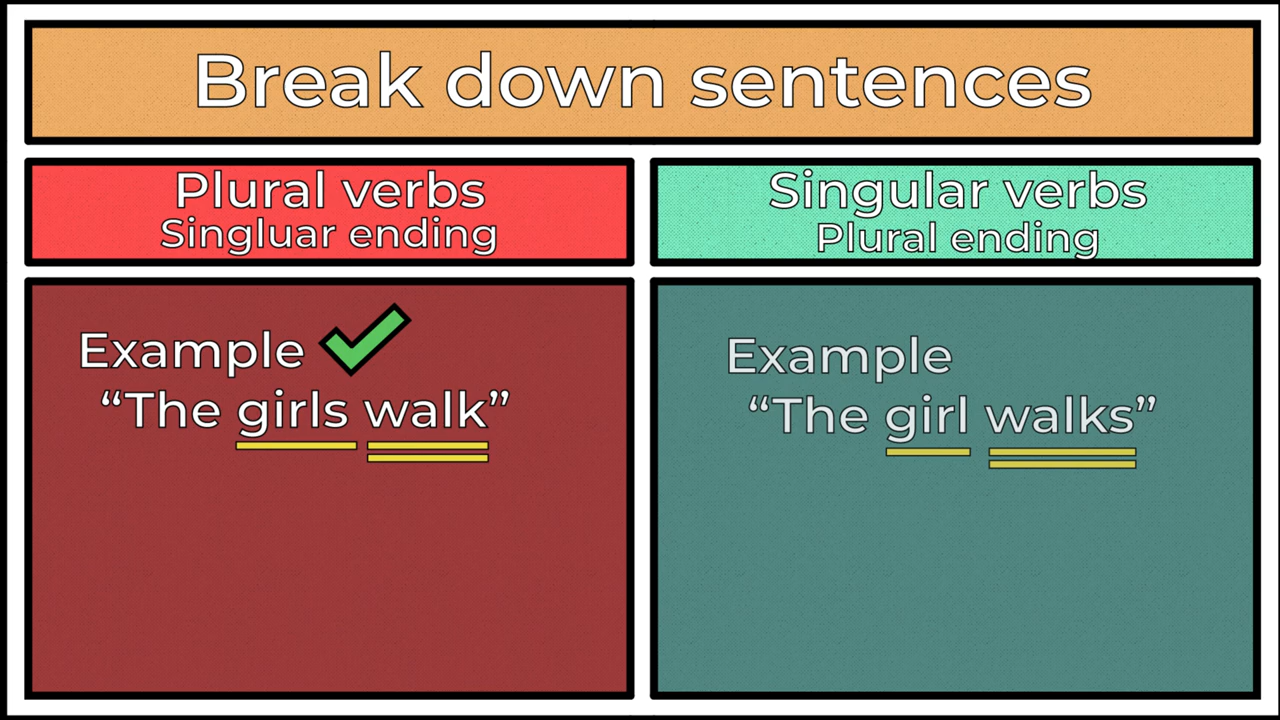 Break down sentences
Plural verbs
Singluar ending
Singular verbs
Plural ending
Example
“The girls walk”
Example
“The girl walks”